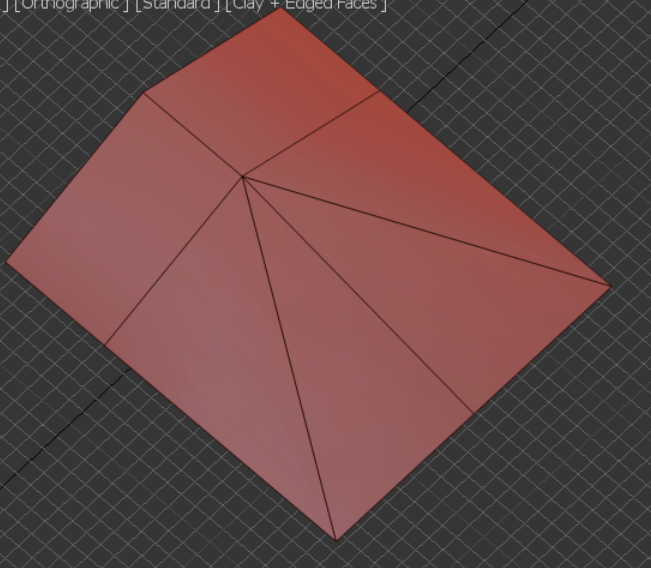 ] [Orthographic ] [Standard ] [Clay + Edged Faces ]